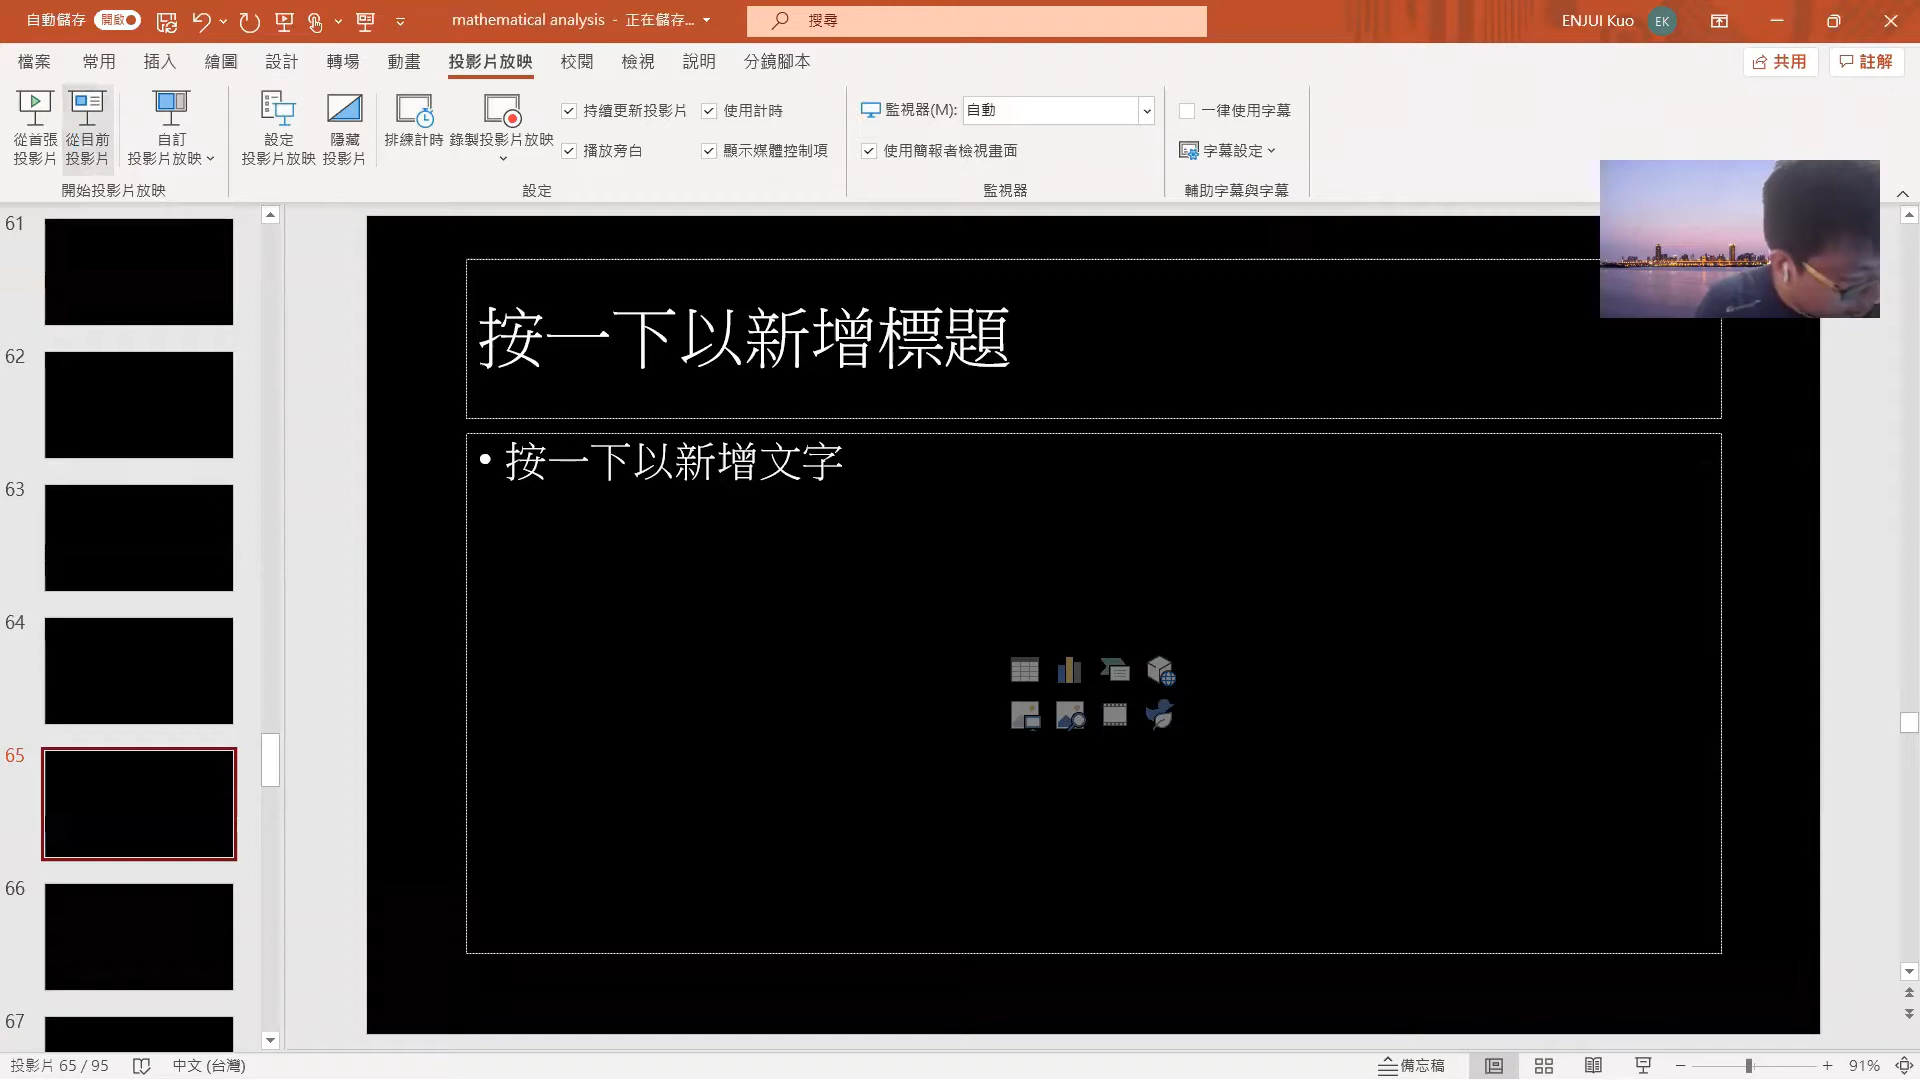 自動儲存 開啟 mathematical analysis - 正在儲存... 搜尋 ENJUI Kuo EK
檔案 常用 插入 繪圖 設計 轉場 動畫 投影片放映 校閱 檢視 說明 分鏡腳本 共用 註解
從首張投影片
從目前投影片
自訂投影片放映
開始投影片放映
設定投影片放映
隱藏投影片
排練計時
錄製投影片放映
持續更新投影片
使用計時
播放旁白
顯示媒體控制項
設定
監視器(M): 自動
使用簡報者檢視畫面
監視器
一律使用字幕
字幕設定
輔助字幕與字幕
61
62
63
64
65
66
67
按一下以新增標題
• 按一下以新增文字
投影片 65 / 95 中文 (台灣) 備忘稿 91%